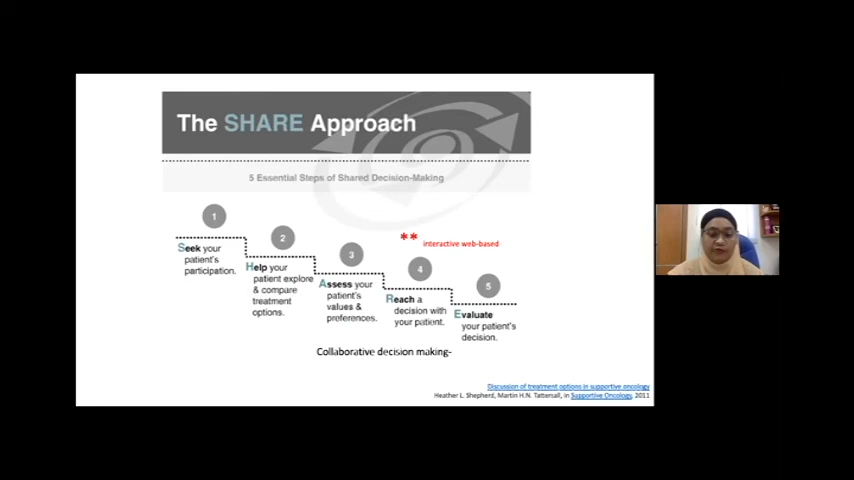 The SHARE Approach
5 Essential Steps of Shared Decision-Making
1
Seek your
patient's
participation.
2
Help your
patient explore
& compare
treatment
options.
3
Assess your
patient's
values &
preferences.
** interactive web-based
4
Reach a
decision with
your patient.
5
Evaluate
your patient's
decision.
Collaborative decision making-
Discussion of treatment options in supportive oncology
Heather L. Shepherd, Martin H.N. Tattersall, in Supportive Oncology, 2011